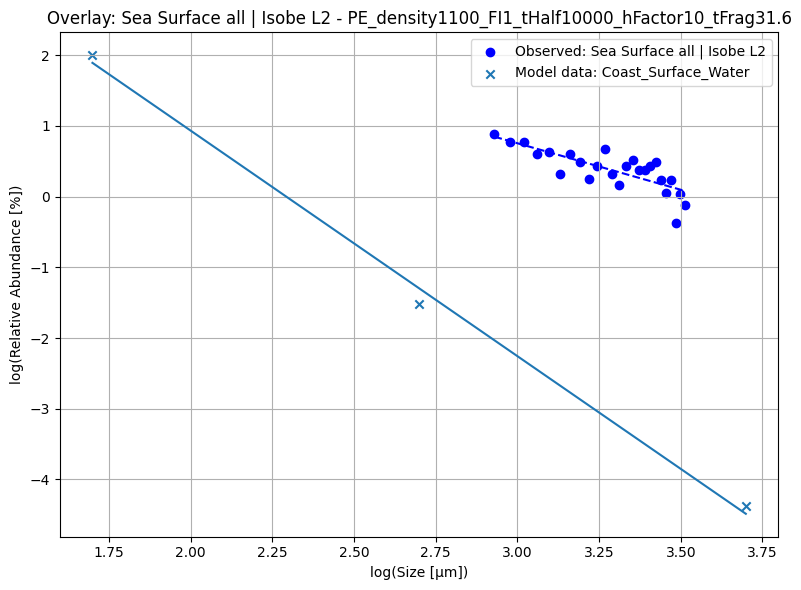 Overlay: Sea Surface all | Isobe L2 - PE_density1100_FI1_tHalf10000_hFactor10_tFrag31.6
Observed: Sea Surface all | Isobe L2
Model data: Coast_Surface_Water
log(Relative Abundance [%])
2
1
0
−1
−2
−3
−4
1.75 2.00 2.25 2.50 2.75 3.00 3.25 3.50 3.75
log(Size [µm])